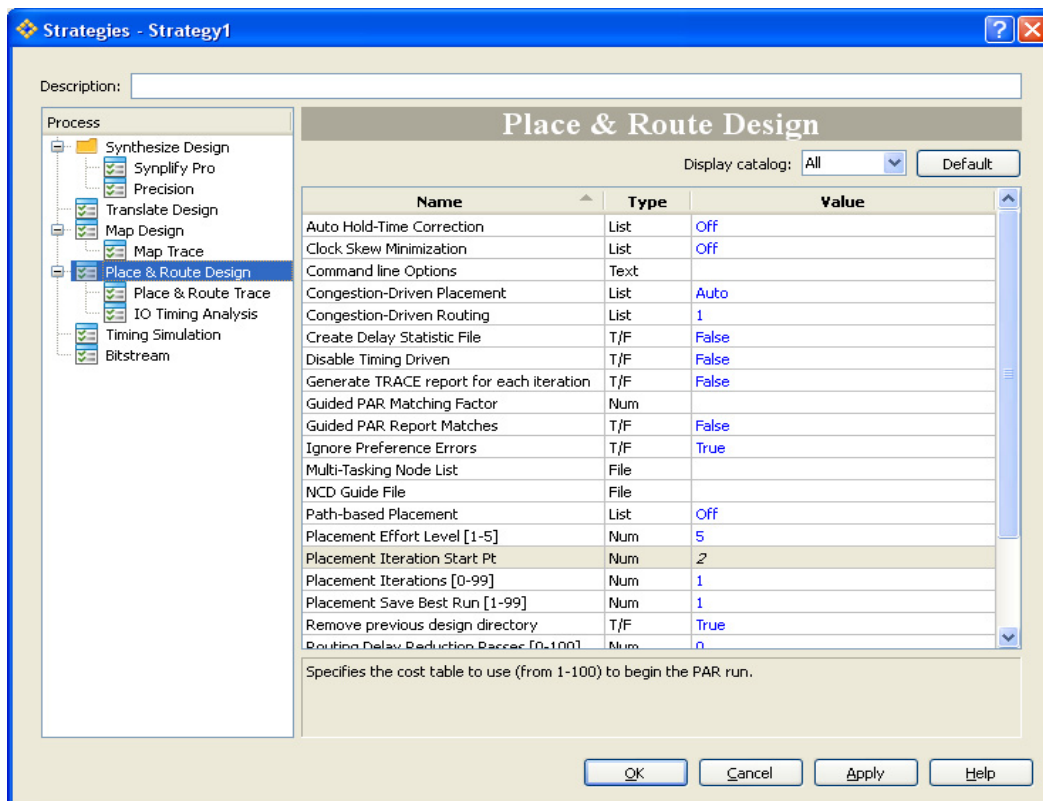 Strategies - Strategy1
Description:
Process
Synthesize Design
Synplify Pro
Precision
Translate Design
Map Design
Map Trace
Place & Route Design
Place & Route Trace
IO Timing Analysis
Timing Simulation
Bitstream
Place & Route Design
Display catalog: All Default
Name Type Value
Auto Hold-Time Correction List Off
Clock Skew Minimization List Off
Command line Options Text
Congestion-Driven Placement List Auto
Congestion-Driven Routing List 1
Create Delay Statistic File T/F False
Disable Timing Driven T/F False
Generate TRACE report for each iteration T/F False
Guided PAR Matching Factor Num
Guided PAR Report Matches T/F False
Ignore Preference Errors T/F True
Multi-Tasking Node List File
NCD Guide File File
Path-based Placement List Off
Placement Effort Level [1-5] Num 5
Placement Iteration Start Pt Num 2
Placement Iterations [0-99] Num 1
Placement Save Best Run [1-99] Num 1
Remove previous design directory T/F True
Routing Delay Reduction Passes [0-100] Num 0
Specifies the cost table to use (from 1-100) to begin the PAR run.
OK Cancel Apply Help